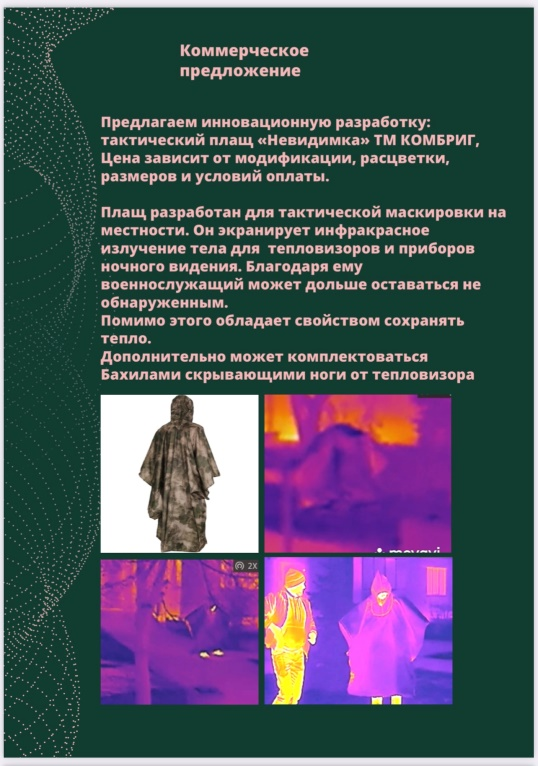 Коммерческое
предложение
Предлагаем инновационную разработку:
тактический плащ «Невидимка» ТМ КОМБРИГ,
Цена зависит от модификации, расцветки,
размеров и условий оплаты.
Плащ разработан для тактической маскировки на
местности. Он экранирует инфракрасное
излучение тела для тепловизоров и приборов
ночного видения. Благодаря ему
военнослужащий может дольше оставаться не
обнаруженным.
Помимо этого обладает свойством сохранять
тепло.
Дополнительно может комплектоваться
Бахилами скрывающими ноги от тепловизора
movavi
2X